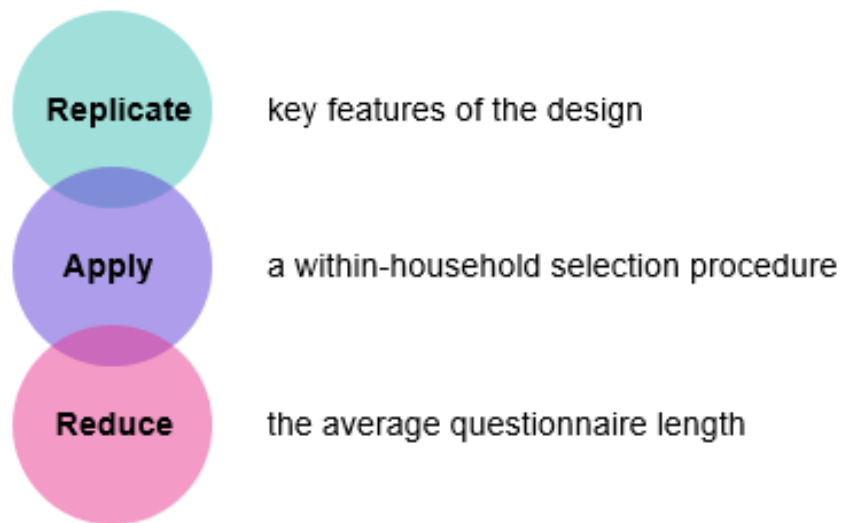 Replicate key features of the design
Apply a within-household selection procedure
Reduce the average questionnaire length